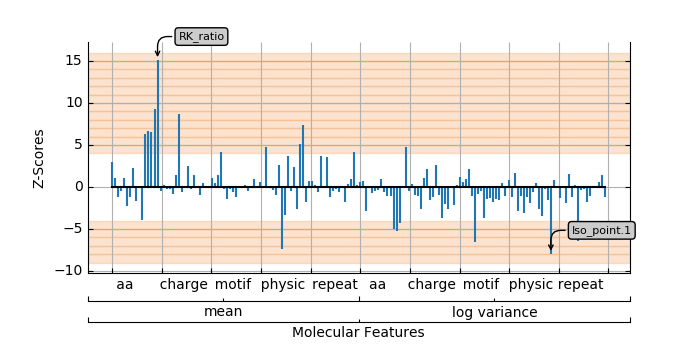 RK_ratio
15
10
5
0
−5
−10
Z-Scores
Iso_point.1
aa charge motif physic repeat aa charge motif physic repeat
mean log variance
Molecular Features